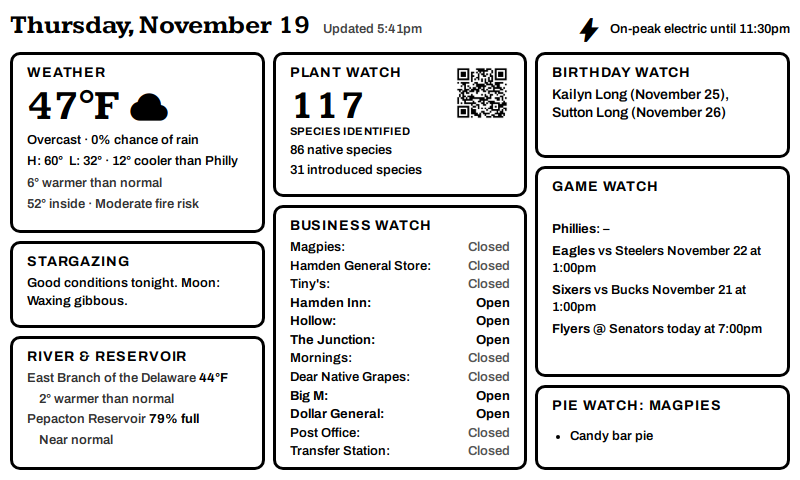 Thursday, November 19 Updated 5:41pm
On-peak electric until 11:30pm
WEATHER
47°F
Overcast · 0% chance of rain
H: 60° L: 32° · 12° cooler than Philly
6° warmer than normal
52° inside · Moderate fire risk
STARGAZING
Good conditions tonight. Moon:
Waxing gibbous.
RIVER & RESERVOIR
East Branch of the Delaware 44°F
2° warmer than normal
Pepacton Reservoir 79% full
Near normal
PLANT WATCH
117
SPECIES IDENTIFIED
86 native species
31 introduced species
BUSINESS WATCH
Magpies: Closed
Hamden General Store: Closed
Tiny's: Closed
Hamden Inn: Open
Hollow: Open
The Junction: Open
Mornings: Closed
Dear Native Grapes: Closed
Big M: Open
Dollar General: Open
Post Office: Closed
Transfer Station: Closed
BIRTHDAY WATCH
Kailyn Long (November 25),
Sutton Long (November 26)
GAME WATCH
Phillies: –
Eagles vs Steelers November 22 at
1:00pm
Sixers vs Bucks November 21 at
1:00pm
Flyers @ Senators today at 7:00pm
PIE WATCH: MAGPIES
• Candy bar pie